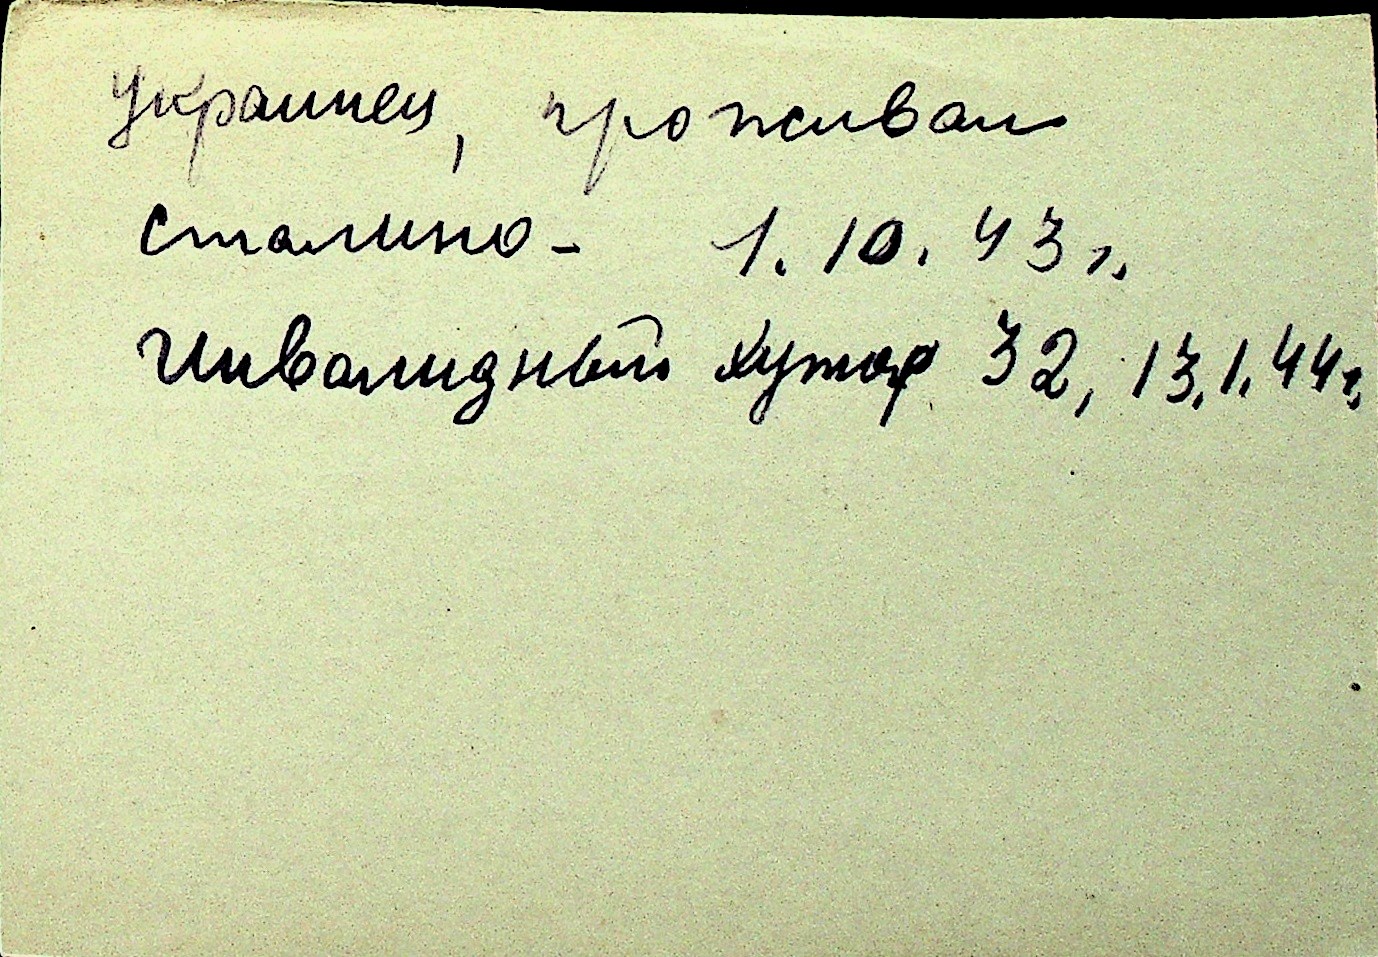 украинец, проживал
Сталино - 1.10.43 г.
Инвалидный хутор 32, 13.1.44 г.